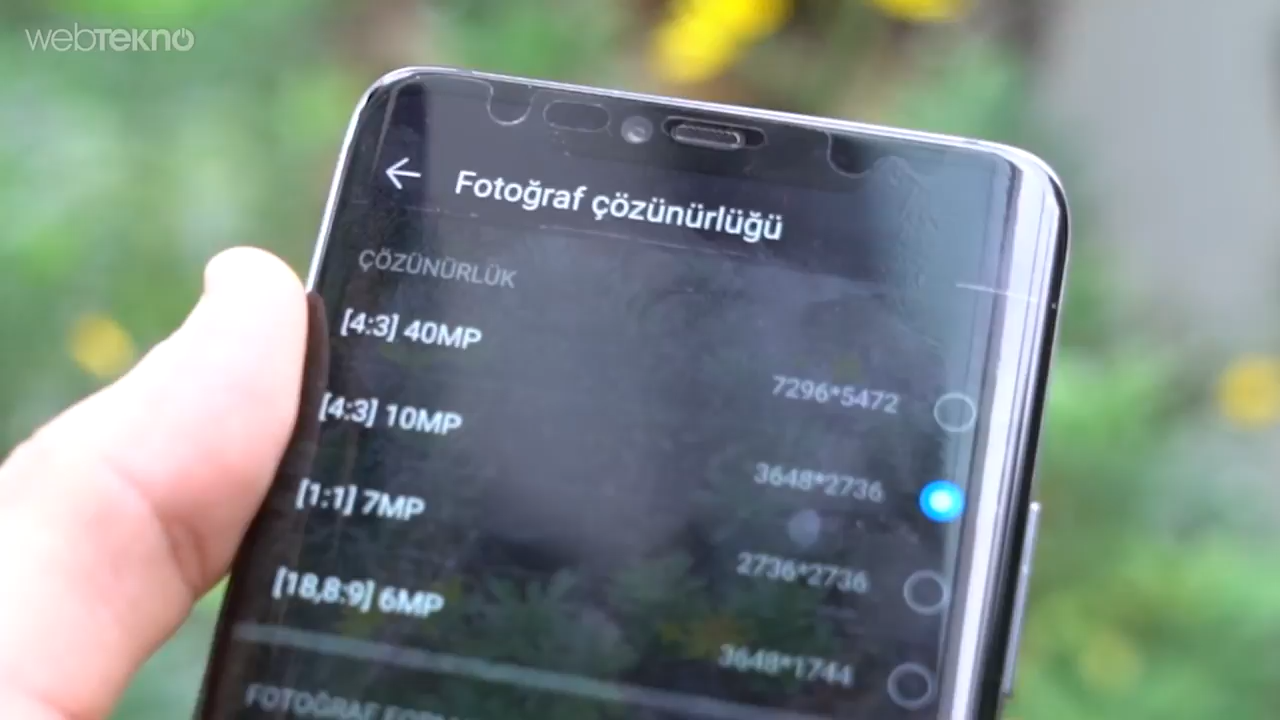 webTEKNO
Fotoğraf çözünürlüğü
ÇÖZÜNÜRLÜK
[4:3] 40MP
7296*5472
[4:3] 10MP
3648*2736
[1:1] 7MP
2736*2736
[18,8:9] 6MP
3648*1744
FOTOĞRAF